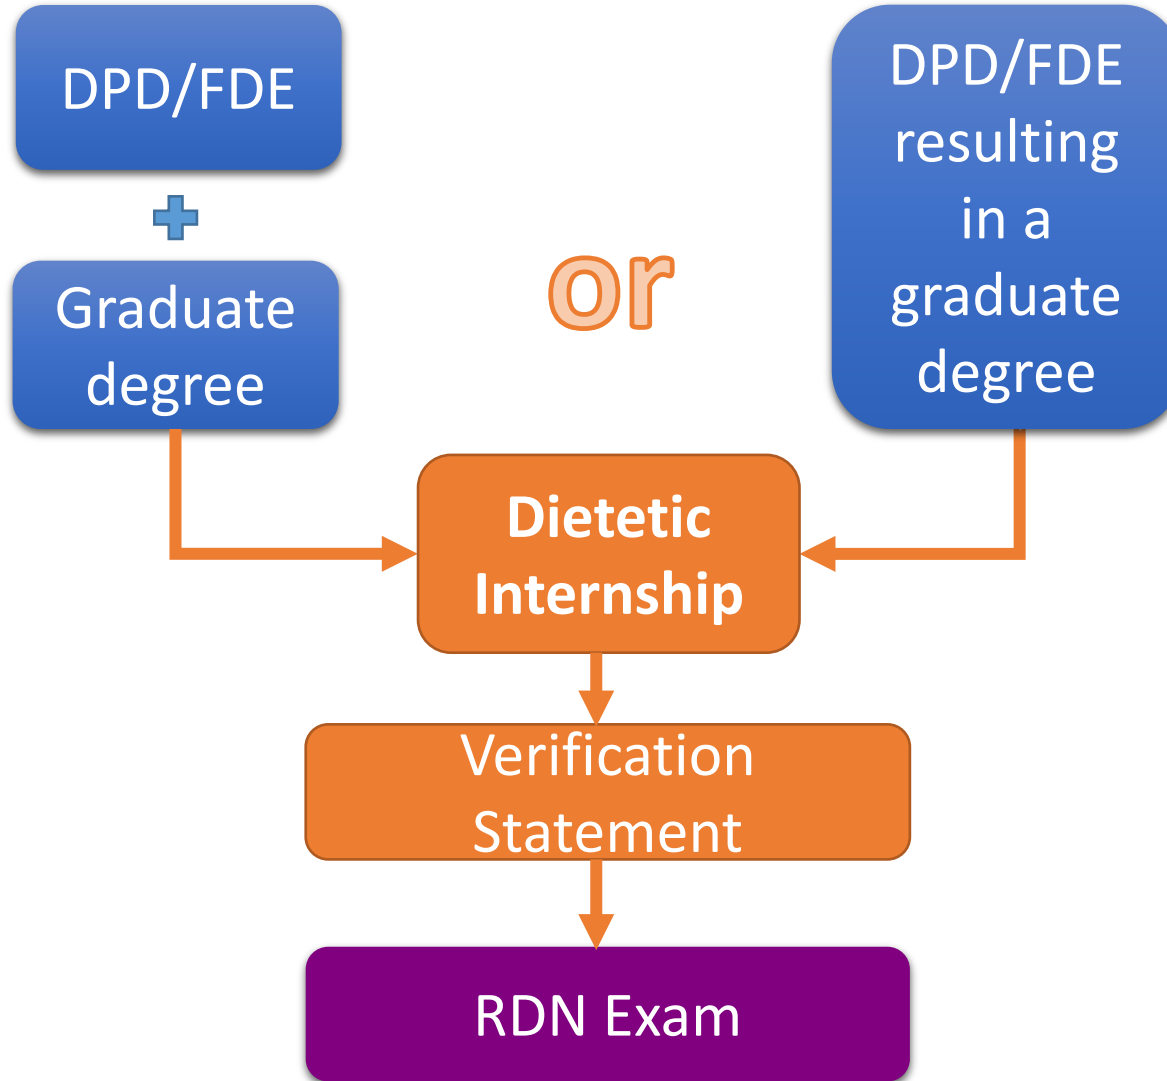 DPD/FDE
Graduate
degree
or
DPD/FDE
resulting
in a
graduate
degree
Dietetic
Internship
Verification
Statement
RDN Exam